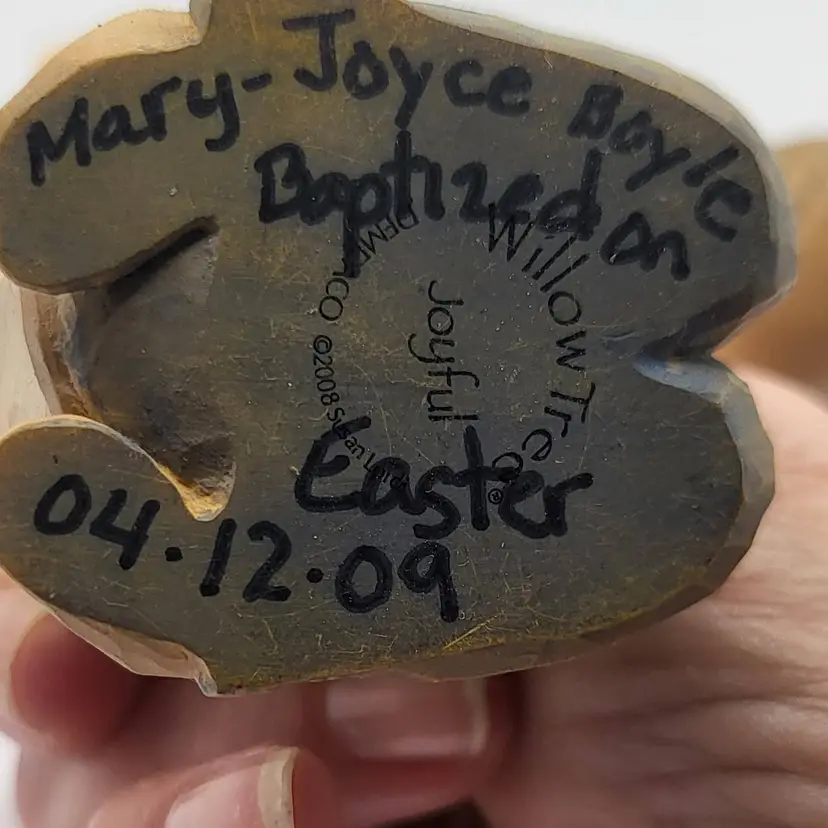 Mary-Joyce Boyle
Baptized on
Willow Tree®
Joyful
DEMDACO ©2008 Susan Lordi
Easter
04.12.09